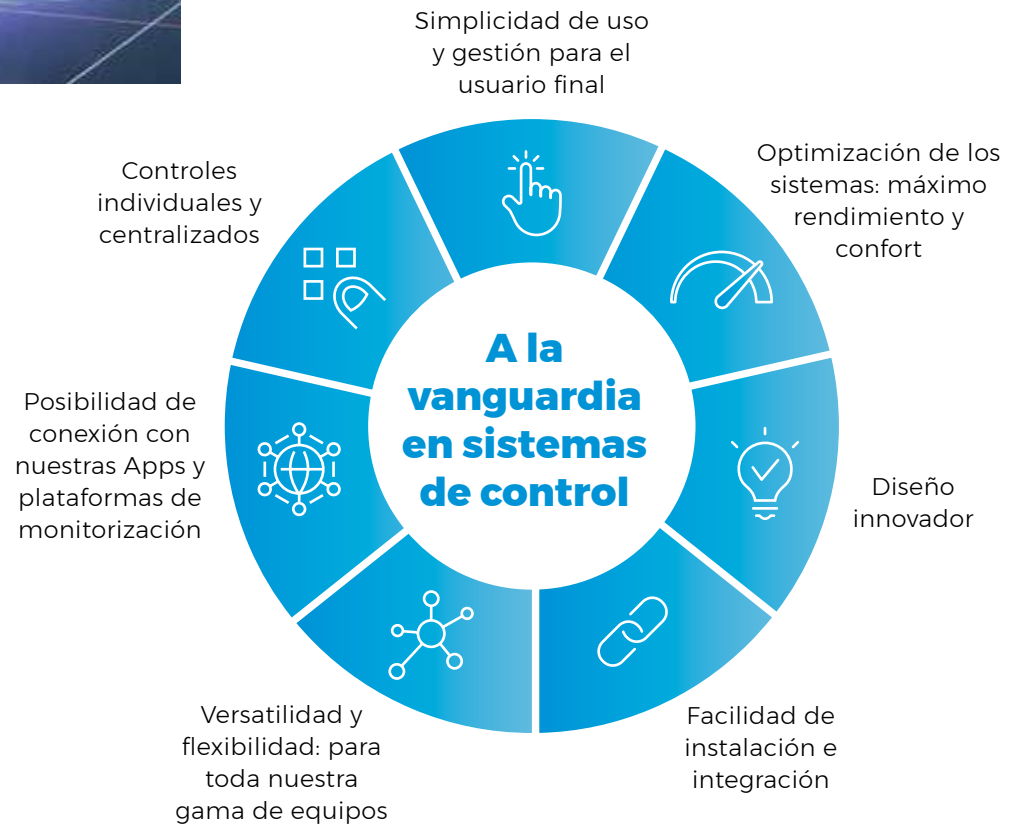 Simplicidad de uso
y gestión para el
usuario final
Optimización de los
sistemas: máximo
rendimiento y
confort
Diseño
innovador
Facilidad de
instalación e
integración
Versatilidad y
flexibilidad: para
toda nuestra
gama de equipos
Posibilidad de
conexión con
nuestras Apps y
plataformas de
monitorización
Controles
individuales y
centralizados
A la
vanguardia
en sistemas
de control